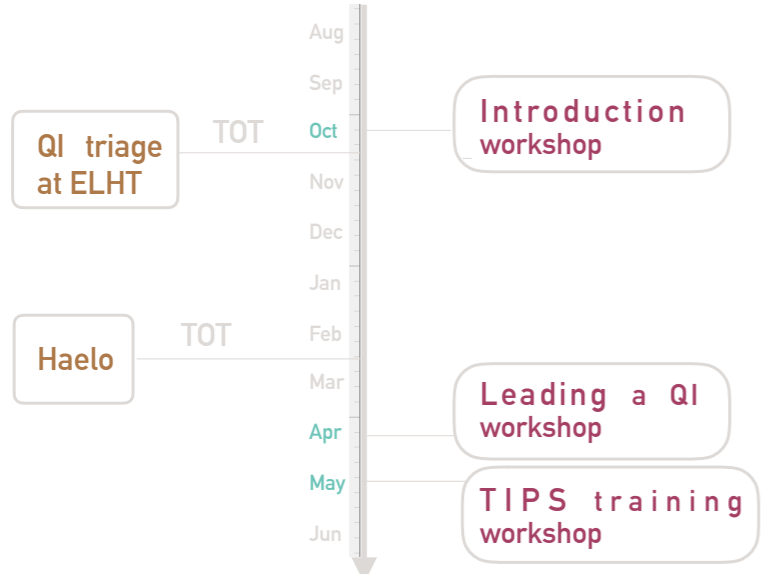 Aug
Sep
Oct
Nov
Dec
Jan
Feb
Mar
Apr
May
Jun
QI triage
at ELHT
TOT
Haelo
TOT
Introduction
workshop
Leading a QI
workshop
TIPS training
workshop